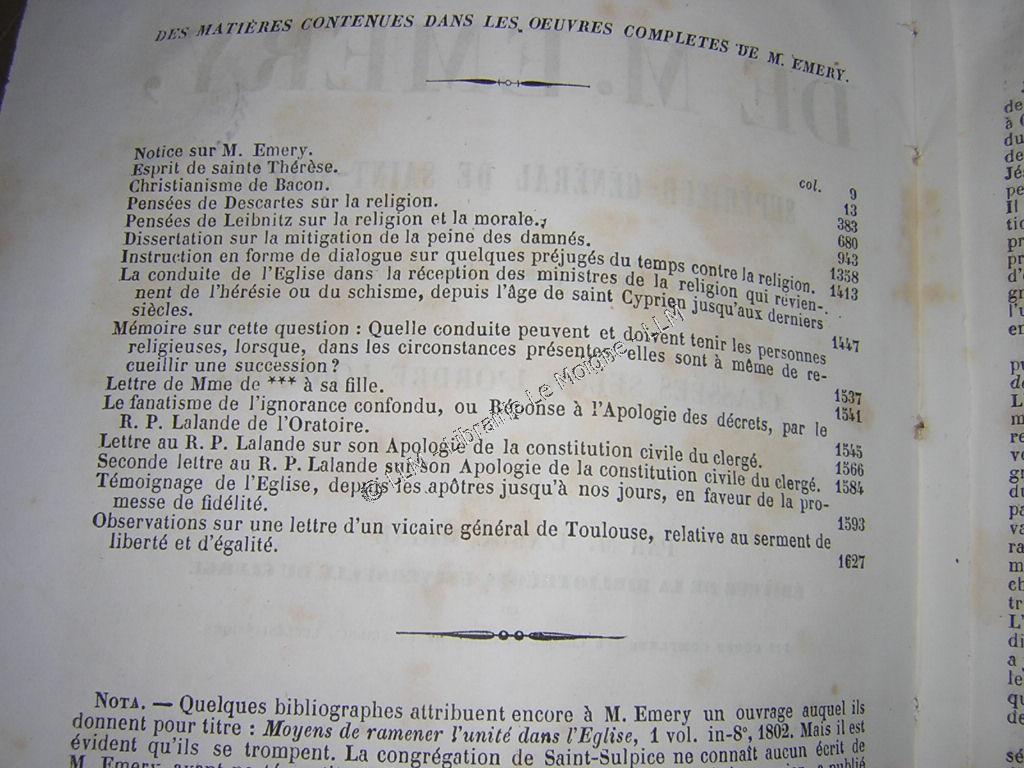 DES MATIÈRES CONTENUES DANS LES OEUVRES COMPLETES DE M. EMERY.
Notice sur M. Emery. col. 9
Esprit de sainte Thérèse. 13
Christianisme de Bacon. 383
Pensées de Descartes sur la religion. 680
Pensées de Leibnitz sur la religion et la morale. 943
Dissertation sur la mitigation de la peine des damnés. 1358
Instruction en forme de dialogue sur quelques préjugés du temps contre la religion. 1413
La conduite de l'Eglise dans la réception des ministres de la religion qui revien-
nent de l'hérésie ou du schisme, depuis l'âge de saint Cyprien jusqu'aux derniers
siècles. 1447
Mémoire sur cette question : Quelle conduite peuvent et doivent tenir les personnes
religieuses, lorsque, dans les circonstances présentes, elles sont à même de re-
cueillir une succession ? 1537
Lettre de Mme de *** à sa fille. 1541
Le fanatisme de l'ignorance confondu, ou Réponse à l'Apologie des décrets, par le
R. P. Lalande de l'Oratoire. 1545
Lettre au R. P. Lalande sur son Apologie de la constitution civile du clergé. 1566
Seconde lettre au R. P. Lalande sur son Apologie de la constitution civile du clergé. 1584
Témoignage de l'Eglise, depuis les apôtres jusqu'à nos jours, en faveur de la pro-
messe de fidélité. 1593
Observations sur une lettre d'un vicaire général de Toulouse, relative au serment de
liberté et d'égalité. 1627
NOTA. — Quelques bibliographes attribuent encore à M. Emery un ouvrage auquel ils
donnent pour titre : Moyens de ramener l'unité dans l'Eglise, 1 vol. in-8°, 1802. Mais il est
évident qu'ils se trompent. La congrégation de Saint-Sulpice ne connaît aucun écrit de
M. Emery
© LLM Librairie Le Moigne LLM